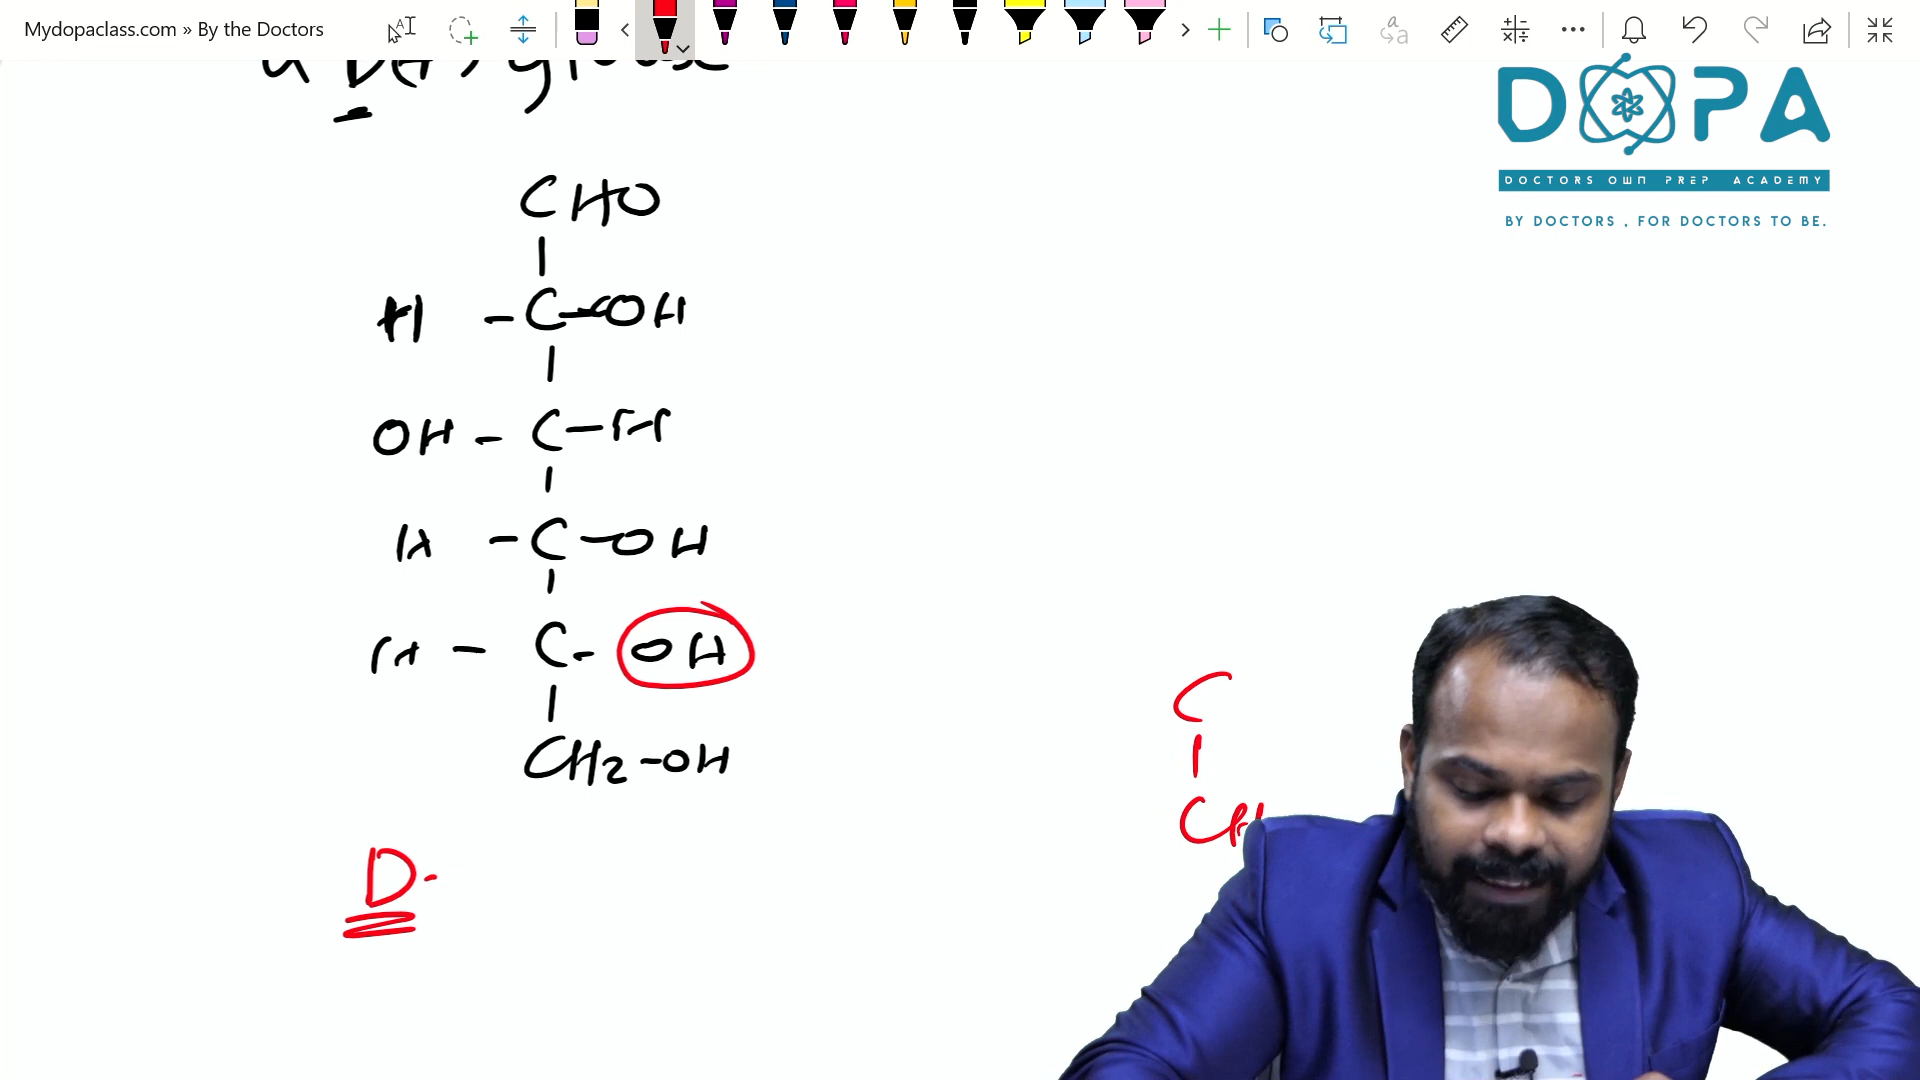 Mydopaclass.com » By the Doctors
DOPA
DOCTORS OWN PREP ACADEMY
BY DOCTORS , FOR DOCTORS TO BE.
CHO
H - C - OH
OH - C - H
H - C - OH
H - C - OH
CH2 - OH
C
CH
D -